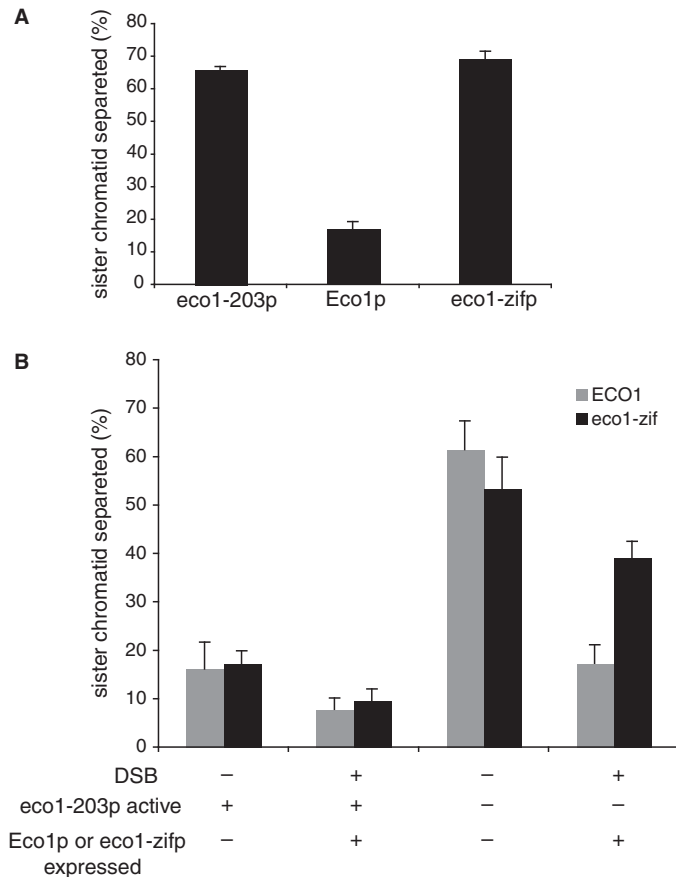 A
sister chromatid separeted (%)
80
70
60
50
40
30
20
10
0
eco1-203p Eco1p eco1-zifp
B
sister chromatid separeted (%)
80
70
60
50
40
30
20
10
0
ECO1
eco1-zif
DSB – + – +
eco1-203p active + + – –
Eco1p or eco1-zifp – + – +
expressed